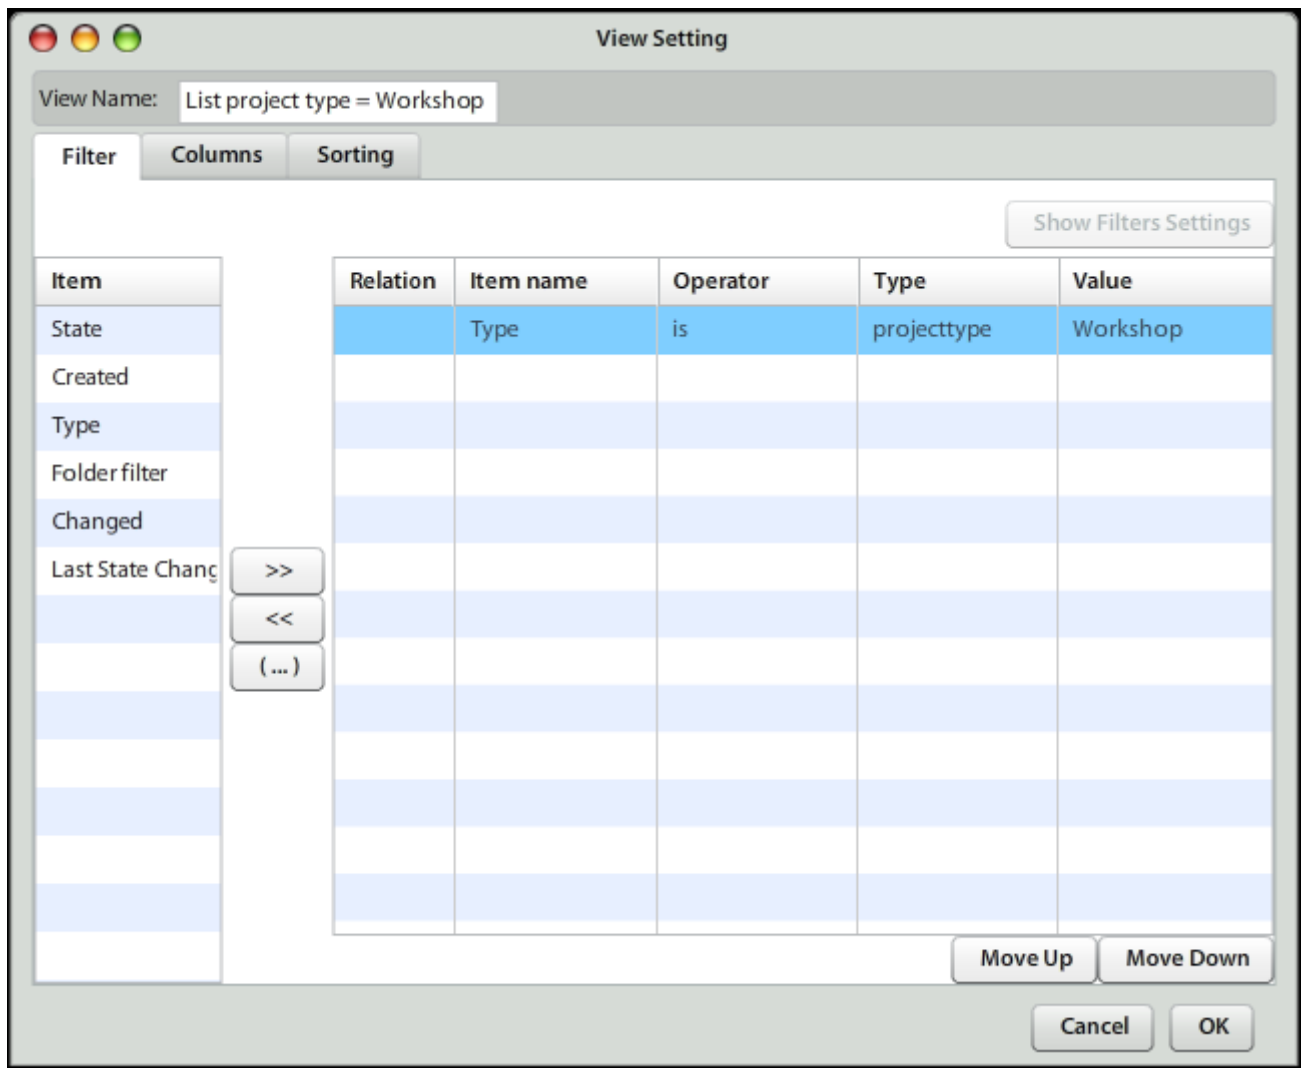 View Setting
View Name: List project type = Workshop
Filter Columns Sorting
Show Filters Settings
Item Relation Item name Operator Type Value
State Type is projecttype Workshop
Created
Type
Folder filter
Changed
Last State Chang >>
<<
(...)
Move Up Move Down
Cancel OK